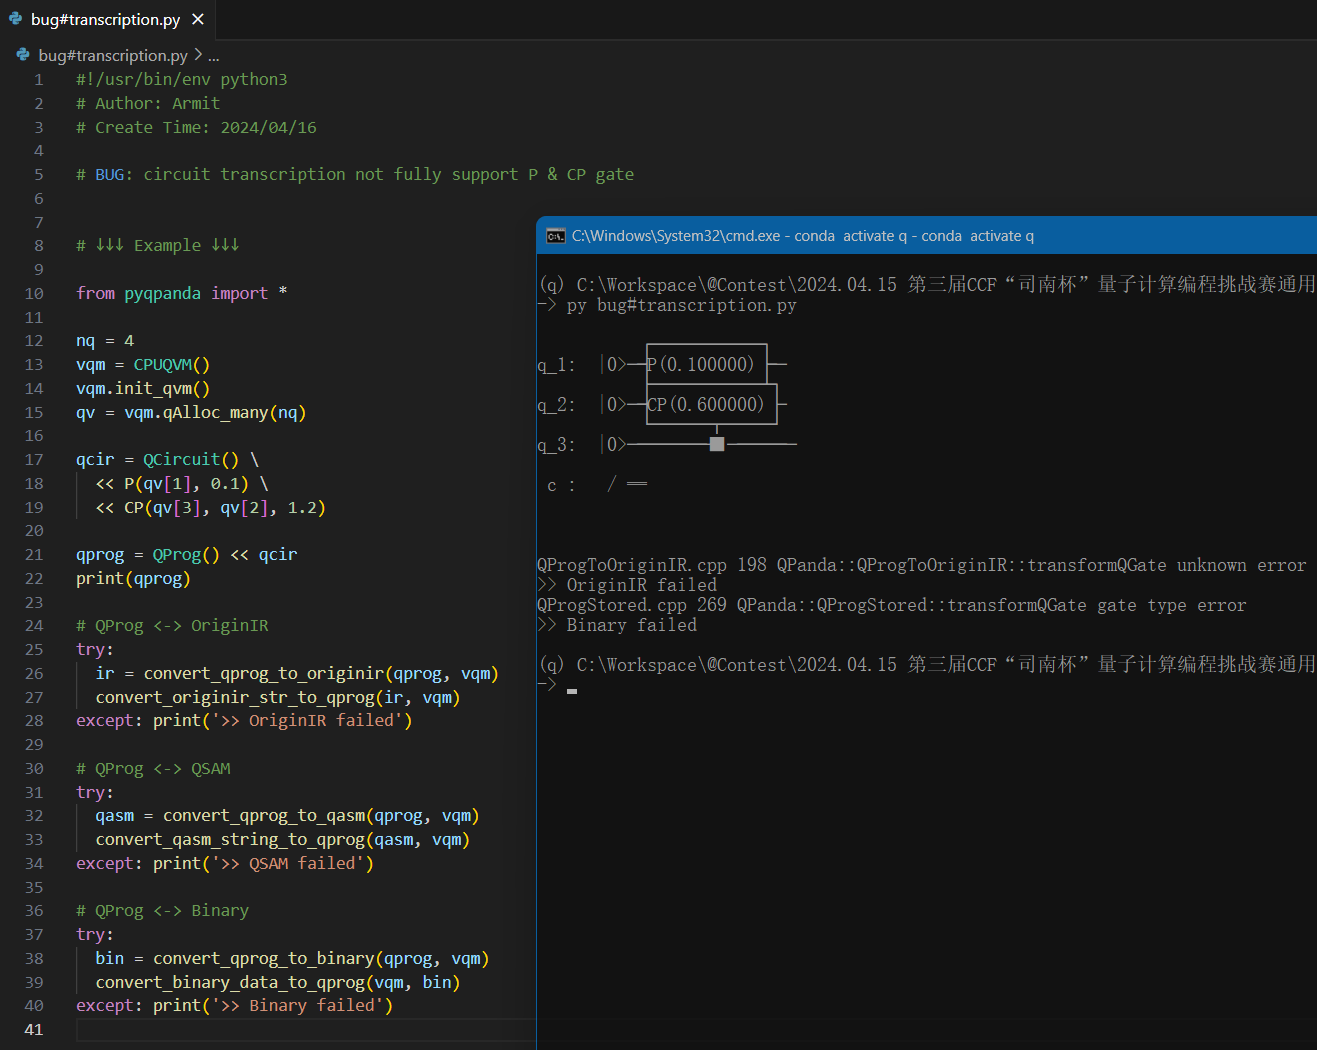 bug#transcription.py ×
bug#transcription.py > ...
1 #!/usr/bin/env python3
2 # Author: Armit
3 # Create Time: 2024/04/16
4
5 # BUG: circuit transcription not fully support P & CP gate
6
7
8 # ↓↓↓ Example ↓↓↓
9
10 from pyqpanda import *
11
12 nq = 4
13 vqm = CPUQVM()
14 vqm.init_qvm()
15 qv = vqm.qAlloc_many(nq)
16
17 qcir = QCircuit() \
18   << P(qv[1], 0.1) \
19   << CP(qv[3], qv[2], 1.2)
20
21 qprog = QProg() << qcir
22 print(qprog)
23
24 # QProg <-> OriginIR
25 try:
26   ir = convert_qprog_to_originir(qprog, vqm)
27   convert_originir_str_to_qprog(ir, vqm)
28 except: print('>> OriginIR failed')
29
30 # QProg <-> QSAM
31 try:
32   qasm = convert_qprog_to_qasm(qprog, vqm)
33   convert_qasm_string_to_qprog(qasm, vqm)
34 except: print('>> QSAM failed')
35
36 # QProg <-> Binary
37 try:
38   bin = convert_qprog_to_binary(qprog, vqm)
39   convert_binary_data_to_qprog(vqm, bin)
40 except: print('>> Binary failed')
41
C:\Windows\System32\cmd.exe - conda  activate q - conda  activate q
(q) C:\Workspace\@Contest\2024.04.15 第三届CCF“司南杯”量子计算编程挑战赛通用
-> py bug#transcription.py
q_1:  |0>─┤P(0.100000) ├─
q_2:  |0>─┤CP(0.600000) ├
q_3:  |0>───────■──────
c :   / ═
QProgToOriginIR.cpp 198 QPanda::QProgToOriginIR::transformQGate unknown error
>> OriginIR failed
QProgStored.cpp 269 QPanda::QProgStored::transformQGate gate type error
>> Binary failed
(q) C:\Workspace\@Contest\2024.04.15 第三届CCF“司南杯”量子计算编程挑战赛通用
->